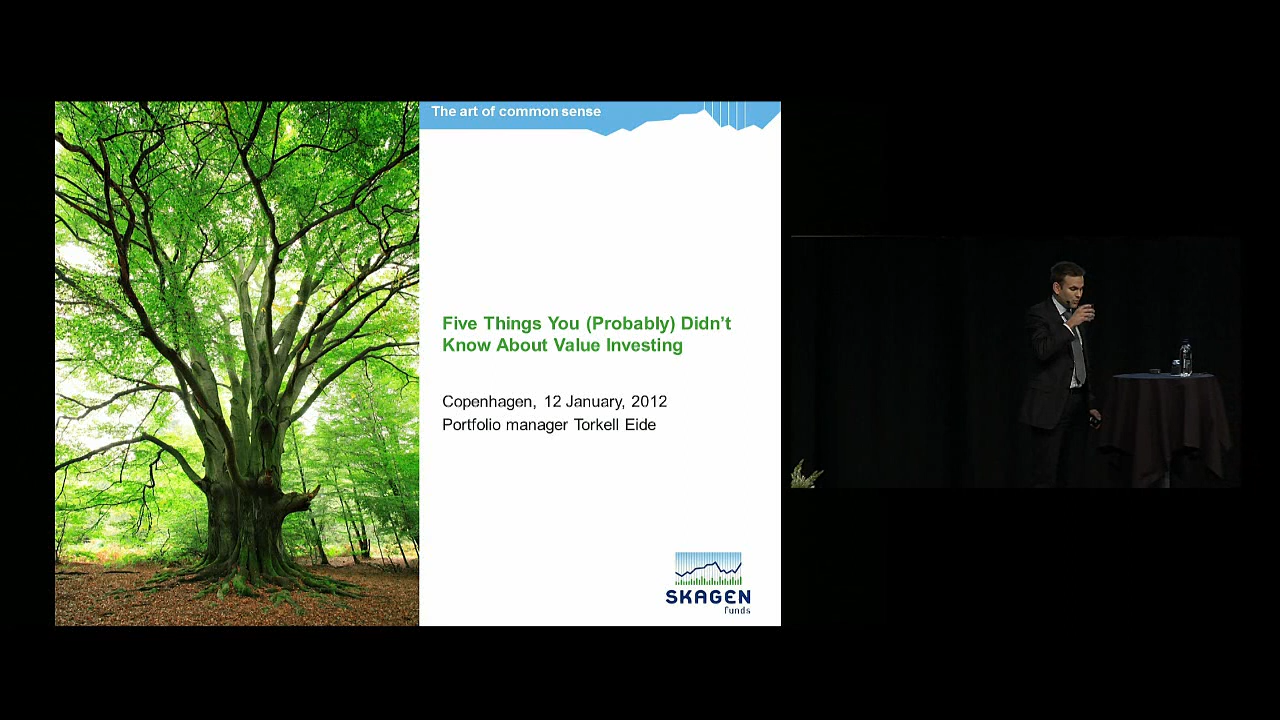 The art of common sense
Five Things You (Probably) Didn't
Know About Value Investing
Copenhagen, 12 January, 2012
Portfolio manager Torkell Eide
SKAGEN
funds